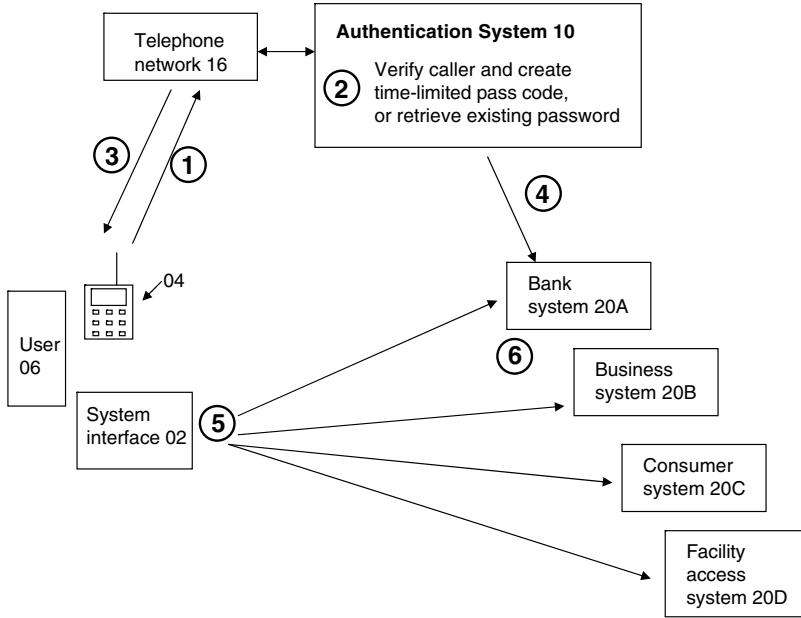 Telephone
network 16
Authentication System 10
2
Verify caller and create
time-limited pass code,
or retrieve existing password
3
1
4
04
User
06
System
interface 02
5
Bank
system 20A
6
Business
system 20B
Consumer
system 20C
Facility
access
system 20D